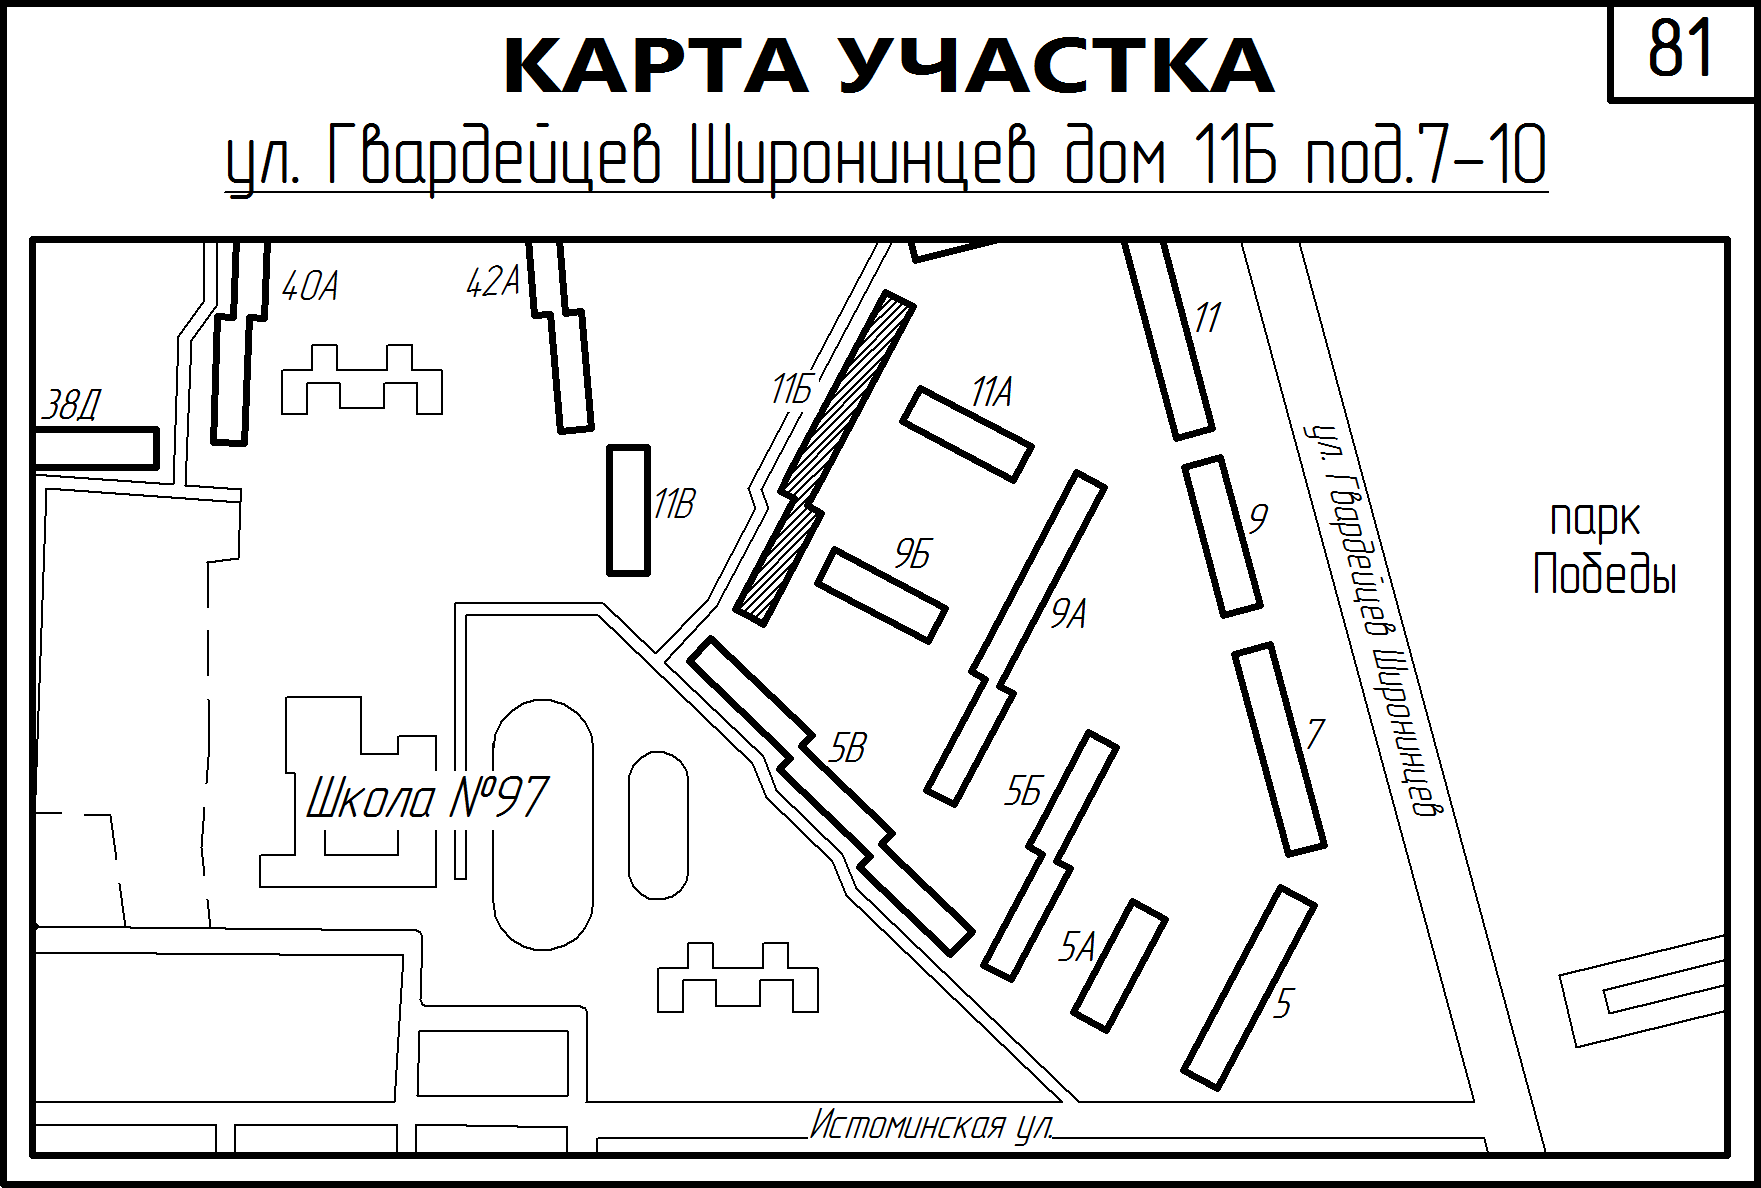 81
КАРТА УЧАСТКА
ул. Гвардейцев Широнинцев дом 11Б под.7-10
40А
42А
11
38Д
11Б
11А
11В
9
9Б
9А
ул. Гвардейцев Широнинцев
парк
Победы
7
5В
5Б
Школа №97
5А
5
Истоминская ул.